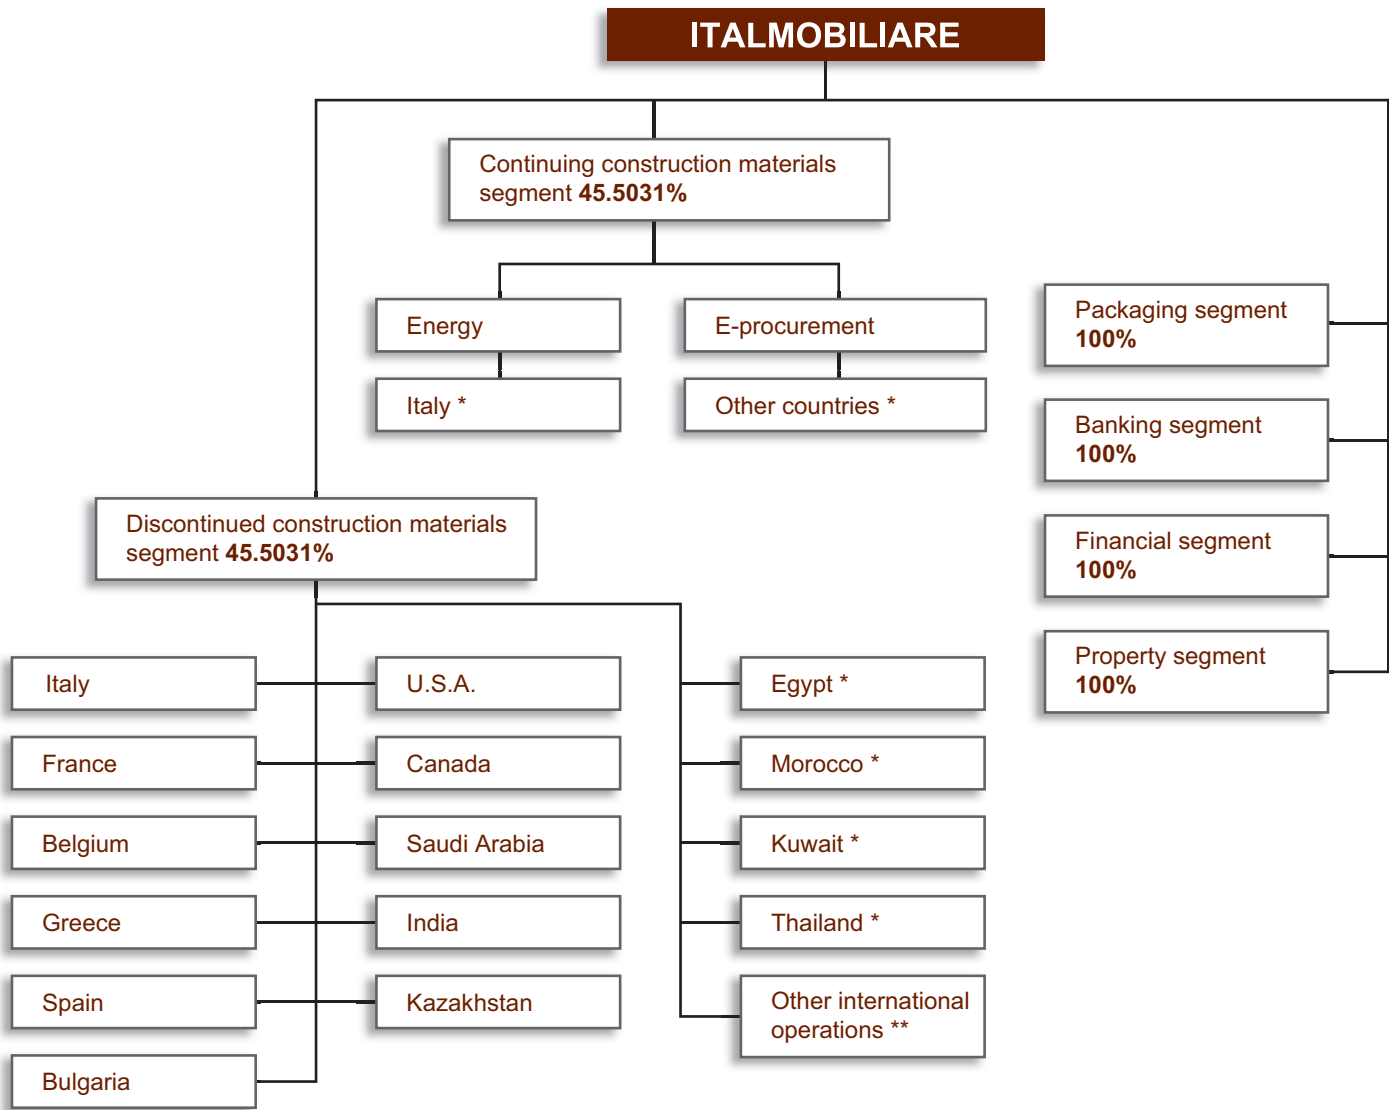 ITALMOBILIARE
Continuing construction materials
segment 45.5031%
Energy
E-procurement
Italy *
Other countries *
Packaging segment
100%
Banking segment
100%
Financial segment
100%
Property segment
100%
Discontinued construction materials
segment 45.5031%
Italy
France
Belgium
Greece
Spain
Bulgaria
U.S.A.
Canada
Saudi Arabia
India
Kazakhstan
Egypt *
Morocco *
Kuwait *
Thailand *
Other international
operations **